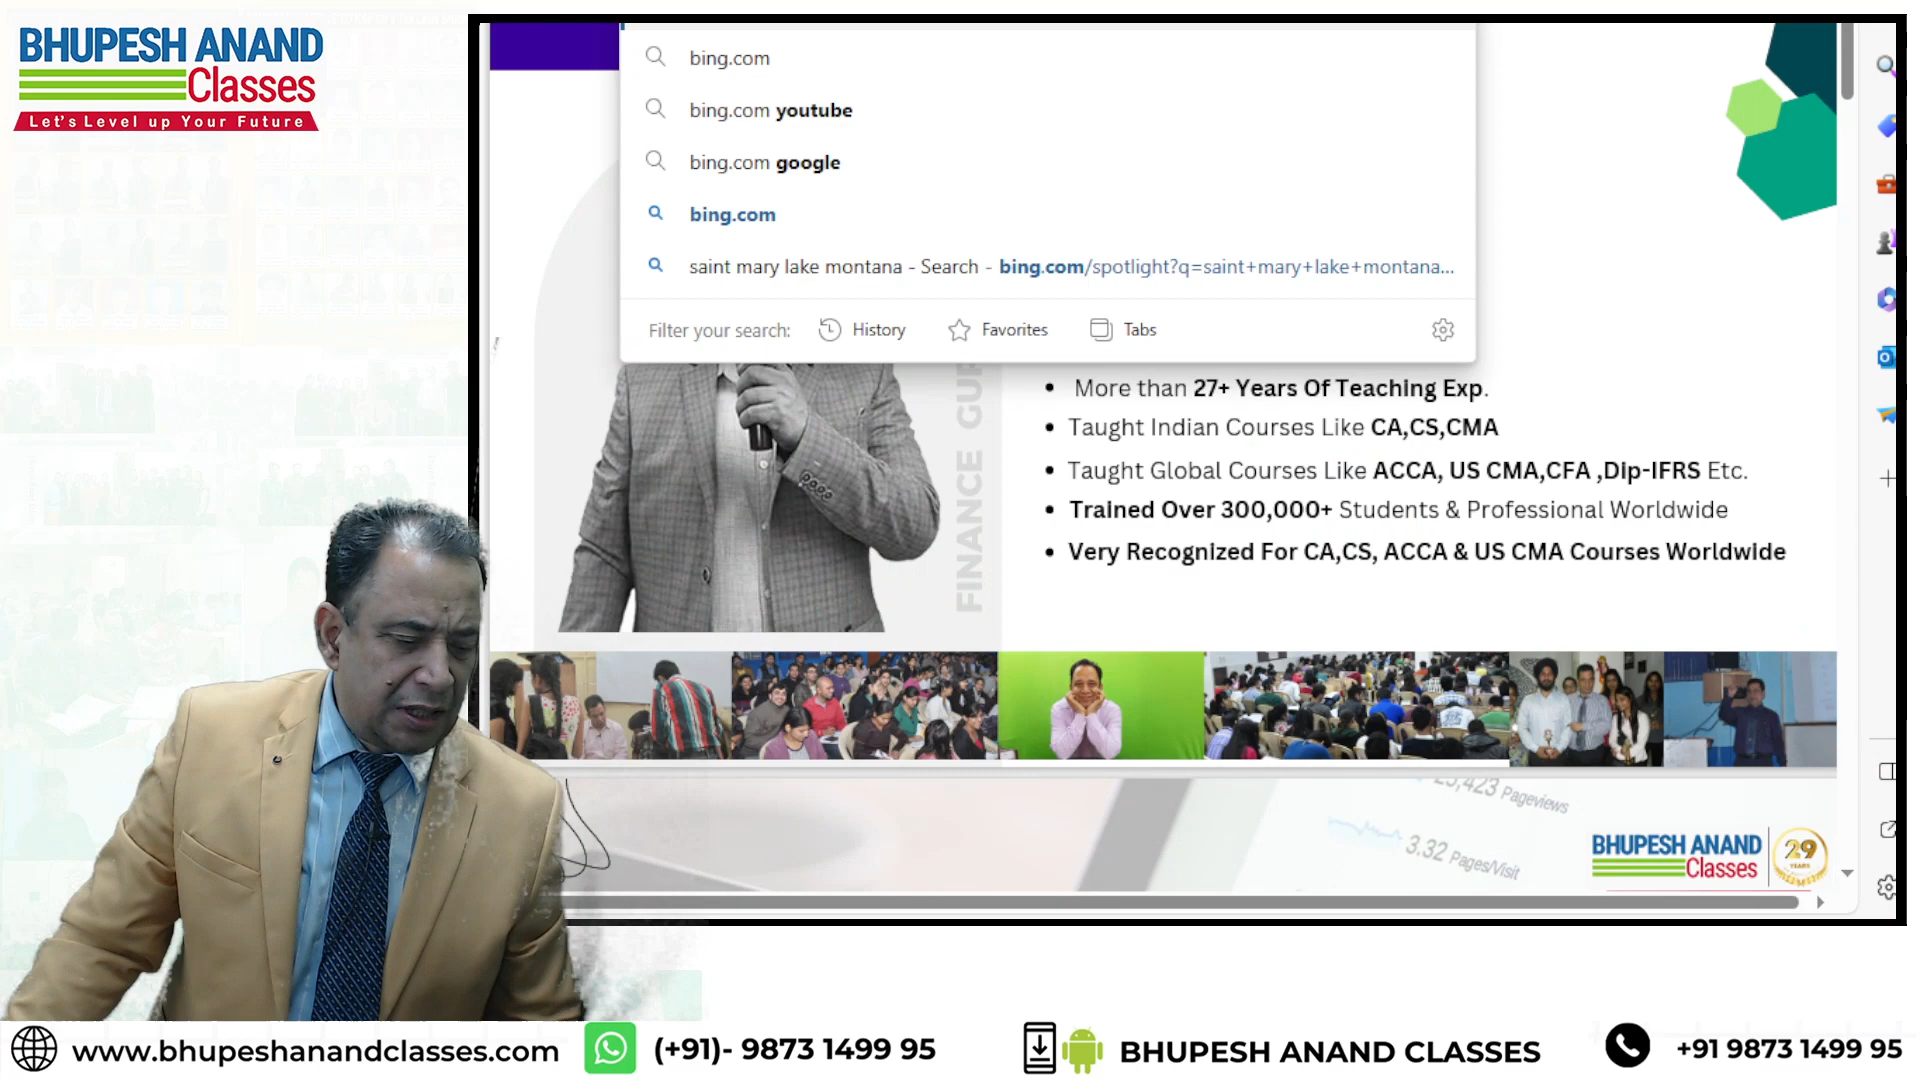 BHUPESH ANAND
Classes
Let's Level up Your Future
bing.com
bing.com youtube
bing.com google
bing.com
saint mary lake montana - Search - bing.com/spotlight?q=saint+mary+lake+montana...
Filter your search: History Favorites Tabs
FINANCE
More than 27+ Years Of Teaching Exp.
Taught Indian Courses Like CA,CS,CMA
Taught Global Courses Like ACCA, US CMA,CFA ,Dip-IFRS Etc.
Trained Over 300,000+ Students & Professional Worldwide
Very Recognized For CA,CS, ACCA & US CMA Courses Worldwide
Pageviews
3.32 Pages/Visit
BHUPESH ANAND
Classes
29
YEARS
www.bhupeshanandclasses.com
(+91)- 9873 1499 95
BHUPESH ANAND CLASSES
+91 9873 1499 95